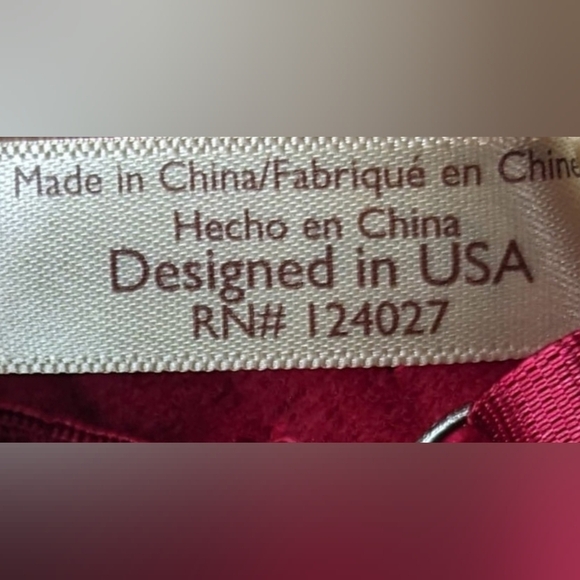 Made in China/Fabriqué en Chine
Hecho en China
Designed in USA
RN# 124027